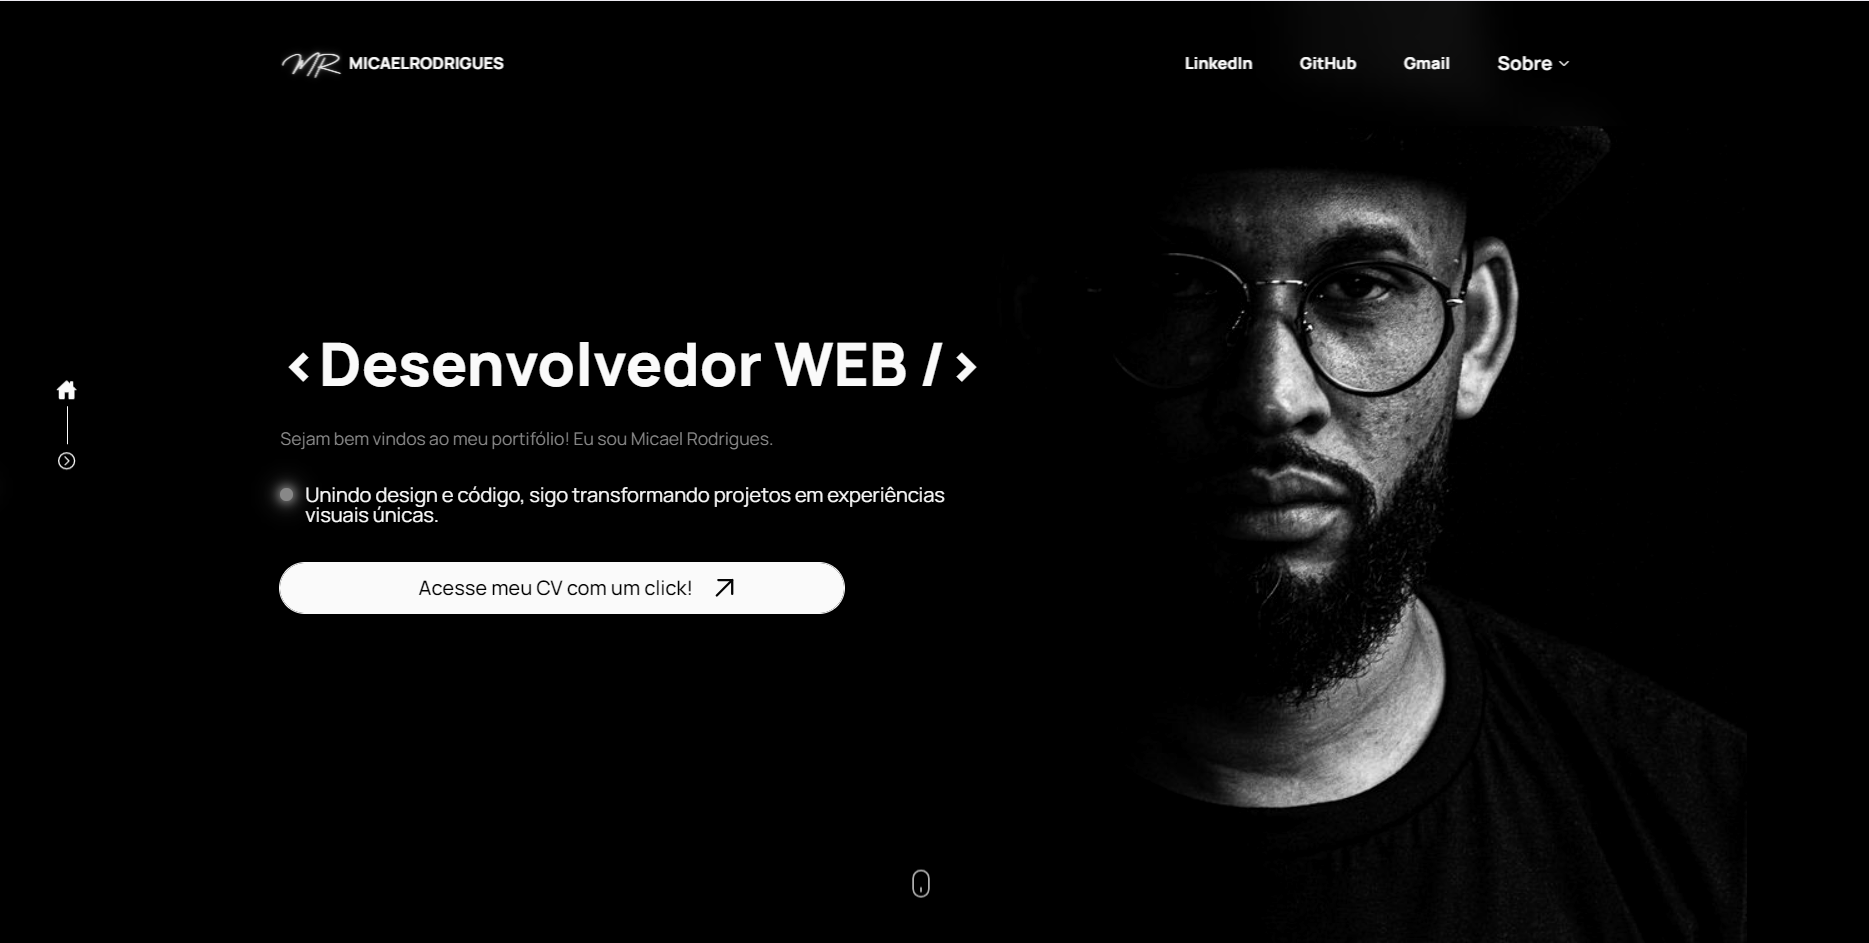 MR MICAELRODRIGUES
LinkedIn GitHub Gmail Sobre
<Desenvolvedor WEB />
Sejam bem vindos ao meu portifólio! Eu sou Micael Rodrigues.
Unindo design e código, sigo transformando projetos em experiências
visuais únicas.
Acesse meu CV com um click!